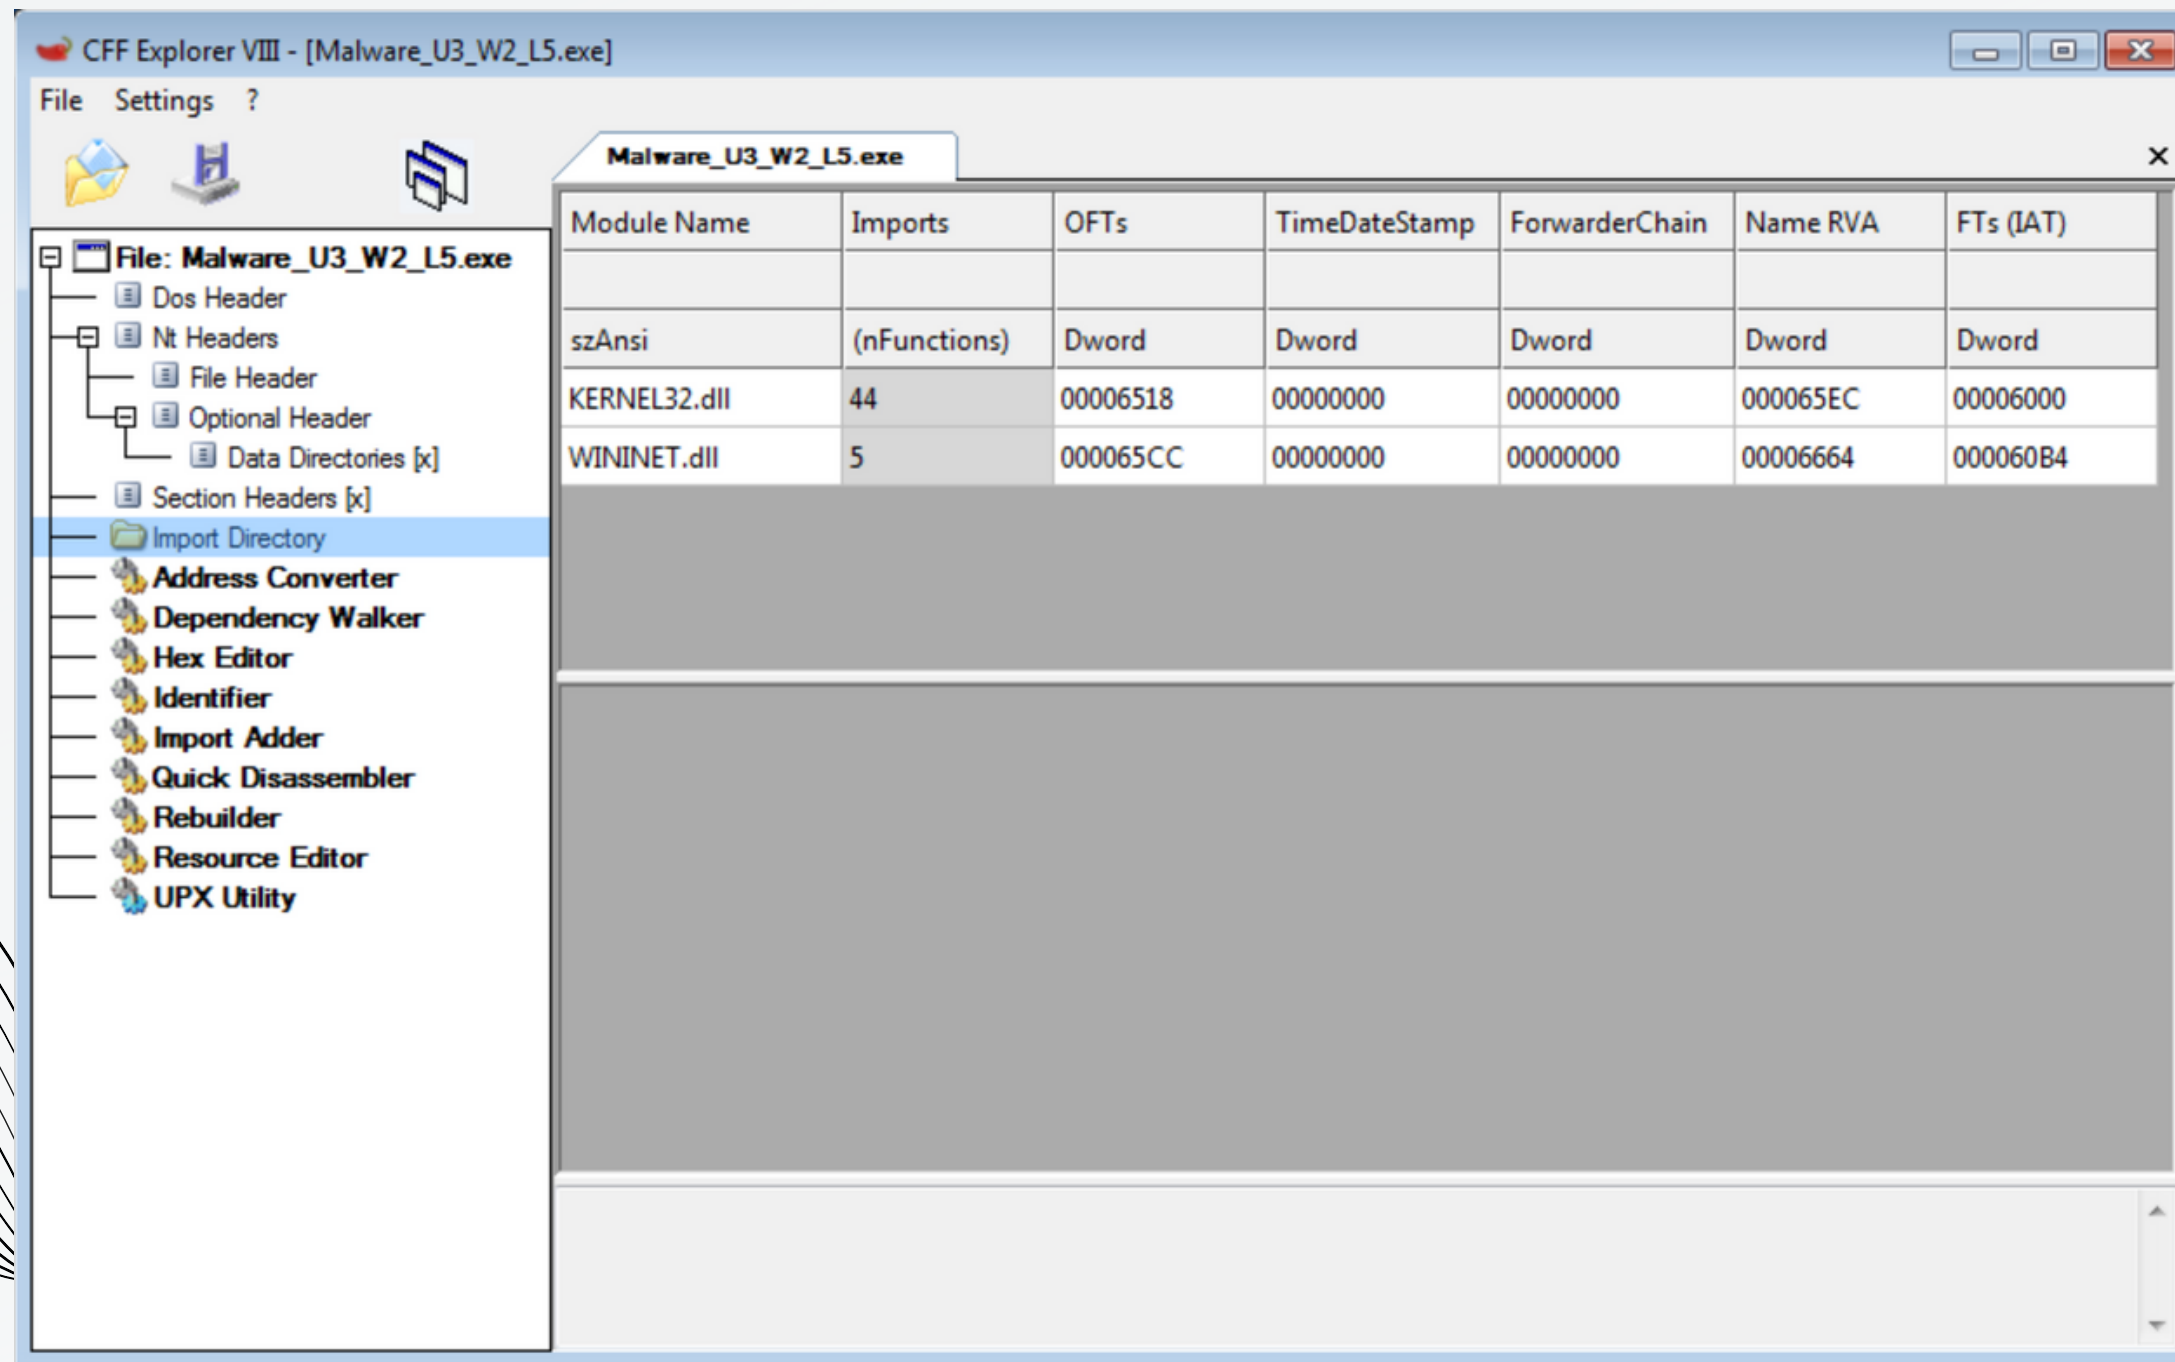 CFF Explorer VIII - [Malware_U3_W2_L5.exe]
File Settings ?
Malware_U3_W2_L5.exe
File: Malware_U3_W2_L5.exe
Dos Header
Nt Headers
File Header
Optional Header
Data Directories [x]
Section Headers [x]
Import Directory
Address Converter
Dependency Walker
Hex Editor
Identifier
Import Adder
Quick Disassembler
Rebuilder
Resource Editor
UPX Utility
Module Name Imports OFTs TimeDateStamp ForwarderChain Name RVA FTs (IAT)
szAnsi (nFunctions) Dword Dword Dword Dword Dword
KERNEL32.dll 44 00006518 00000000 00000000 000065EC 00006000
WININET.dll 5 000065CC 00000000 00000000 00006664 000060B4